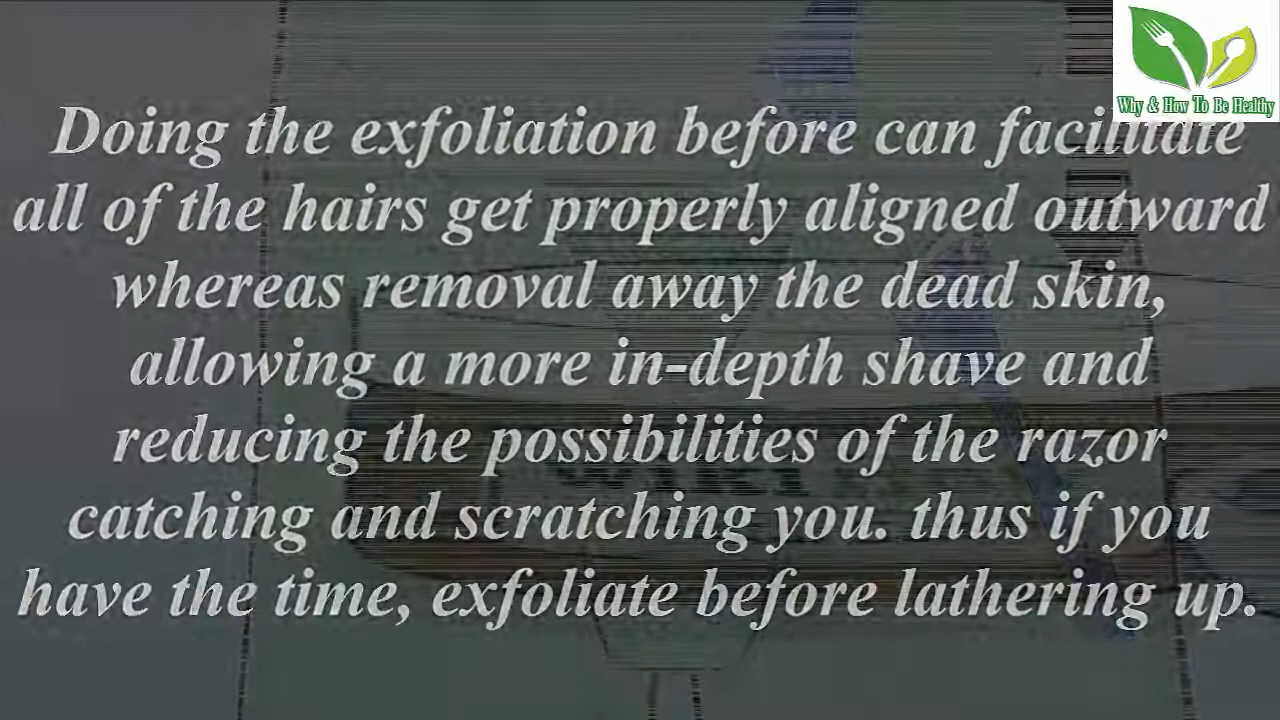 Why & How To Be Healthy
Doing the exfoliation before can facilitate
all of the hairs get properly aligned outward
whereas removal away the dead skin,
allowing a more in-depth shave and
reducing the possibilities of the razor
catching and scratching you. thus if you
have the time, exfoliate before lathering up.